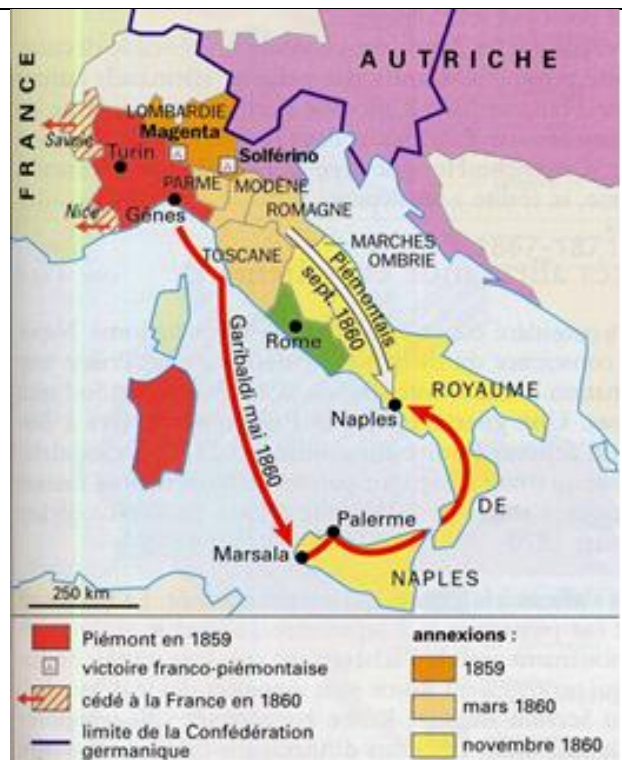 FRANCE
AUTRICHE
LOMBARDIE
Magenta
Savoie
Turin
Solférino
PARME
MODÈNE
Nice
Gênes
ROMAGNE
TOSCANE
MARCHES
OMBRIE
Piémontais
sept. 1860
Rome
Garibaldi mai 1860
ROYAUME
Naples
DE
Palerme
Marsala
NAPLES
250 km
Piémont en 1859
victoire franco-piémontaise
cédé à la France en 1860
limite de la Confédération
germanique
annexions :
1859
mars 1860
novembre 1860